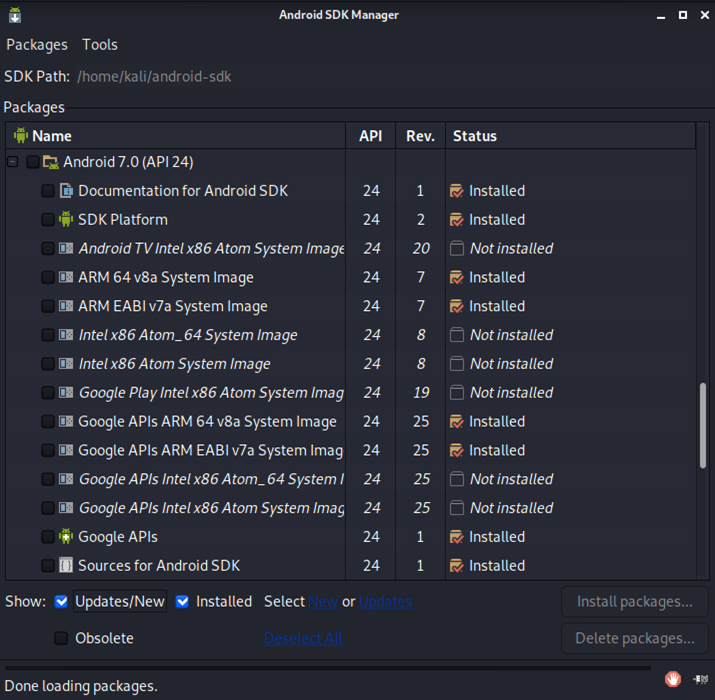 Android SDK Manager
Packages Tools
SDK Path: /home/kali/android-sdk
Packages
Name API Rev. Status
Android 7.0 (API 24)
Documentation for Android SDK 24 1 Installed
SDK Platform 24 2 Installed
Android TV Intel x86 Atom System Image 24 20 Not installed
ARM 64 v8a System Image 24 7 Installed
ARM EABI v7a System Image 24 7 Installed
Intel x86 Atom_64 System Image 24 8 Not installed
Intel x86 Atom System Image 24 8 Not installed
Google Play Intel x86 Atom System Imag 24 19 Not installed
Google APIs ARM 64 v8a System Image 24 25 Installed
Google APIs ARM EABI v7a System Imag 24 25 Installed
Google APIs Intel x86 Atom_64 System I 24 25 Not installed
Google APIs Intel x86 Atom System Imag 24 25 Not installed
Google APIs 24 1 Installed
Sources for Android SDK 24 1 Installed
Show: Updates/New Installed Select New or Updates Install packages...
Obsolete Deselect All Delete packages...
Done loading packages.